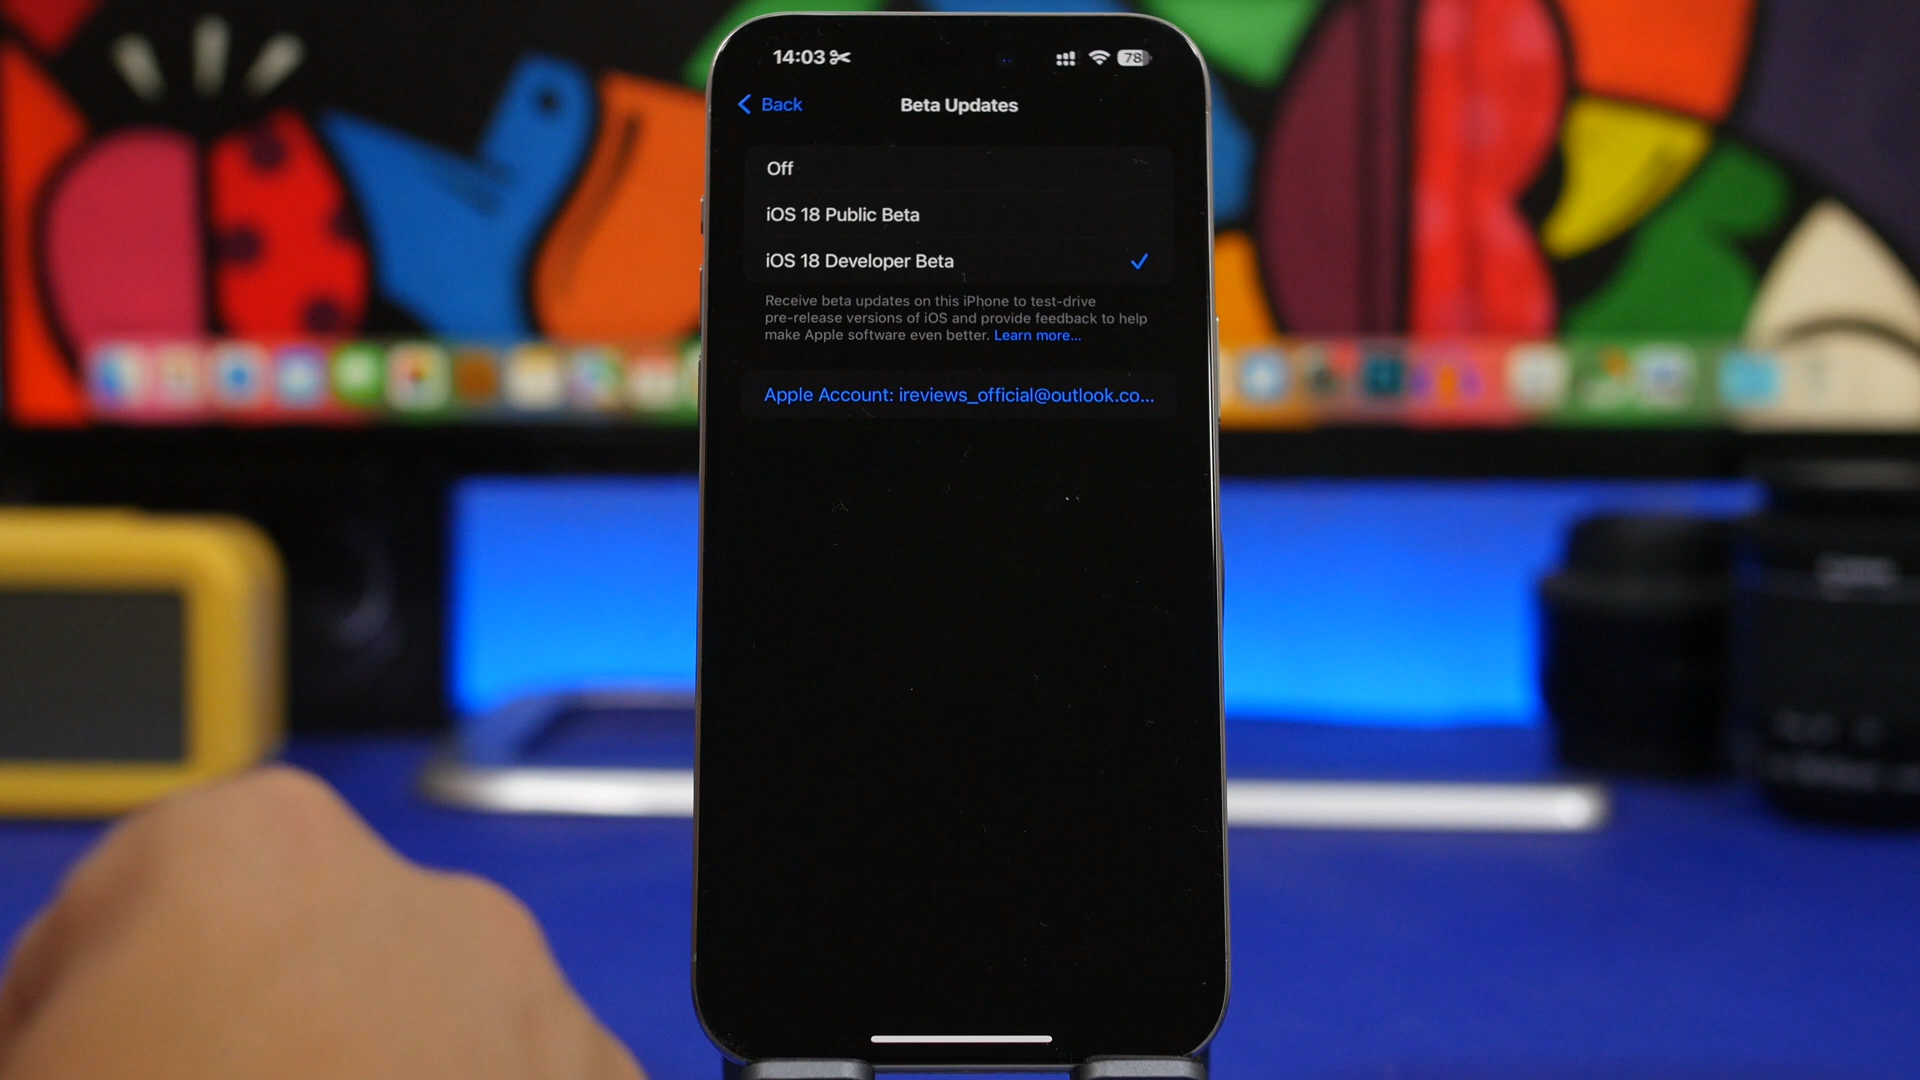 14:03
78
Back
Beta Updates
Off
iOS 18 Public Beta
iOS 18 Developer Beta
Receive beta updates on this iPhone to test-drive
pre-release versions of iOS and provide feedback to help
make Apple software even better. Learn more...
Apple Account: ireviews_official@outlook.co...